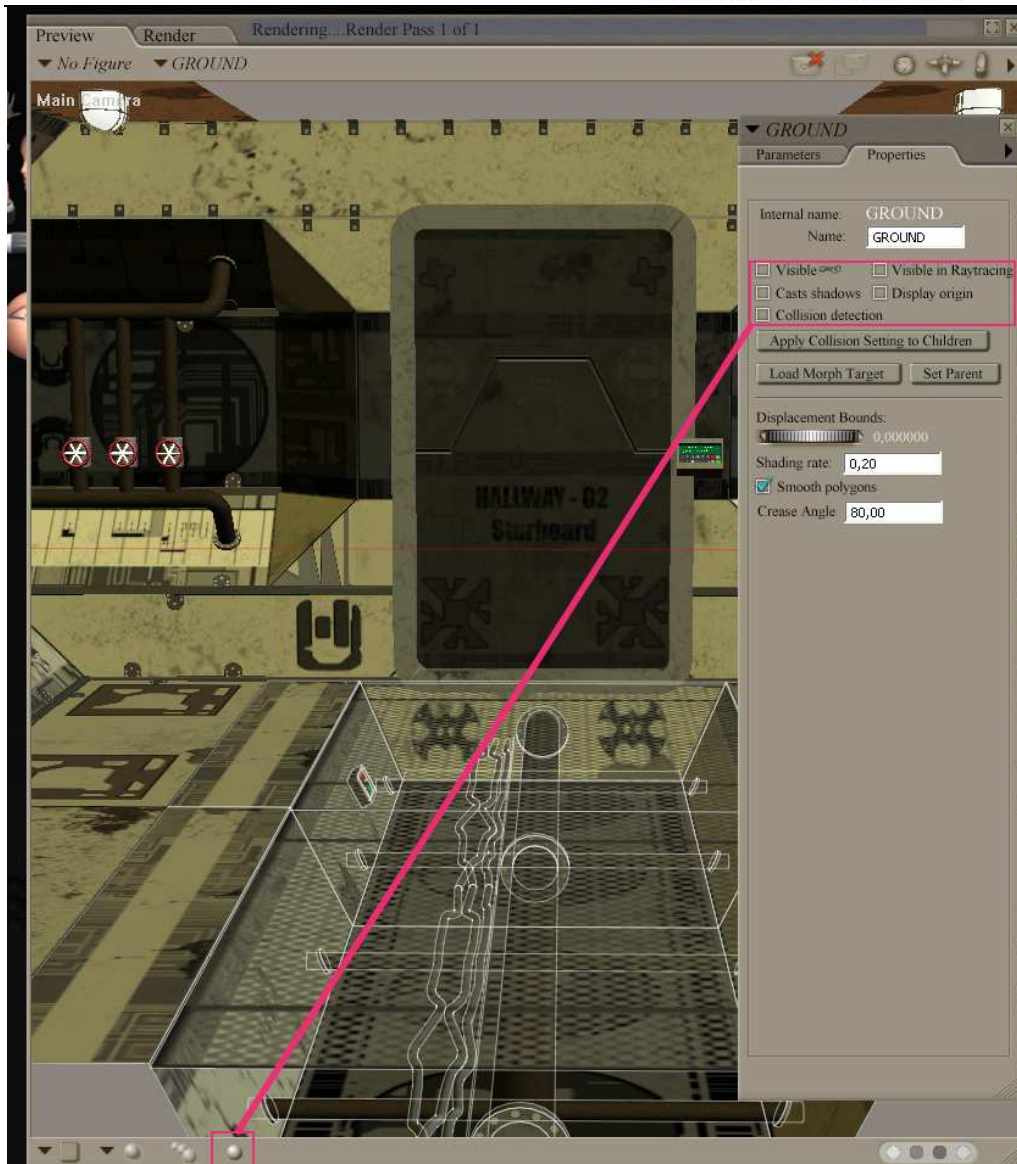 Preview Render Rendering....Render Pass 1 of 1
No Figure GROUND
Main Camera
GROUND
Parameters Properties
Internal name: GROUND
Name: GROUND
Visible Visible in Raytracing
Casts shadows Display origin
Collision detection
Apply Collision Setting to Children
Load Morph Target Set Parent
Displacement Bounds:
0,000000
Shading rate: 0,20
Smooth polygons
Crease Angle 80,00
HALLWAY - 02
Starboard